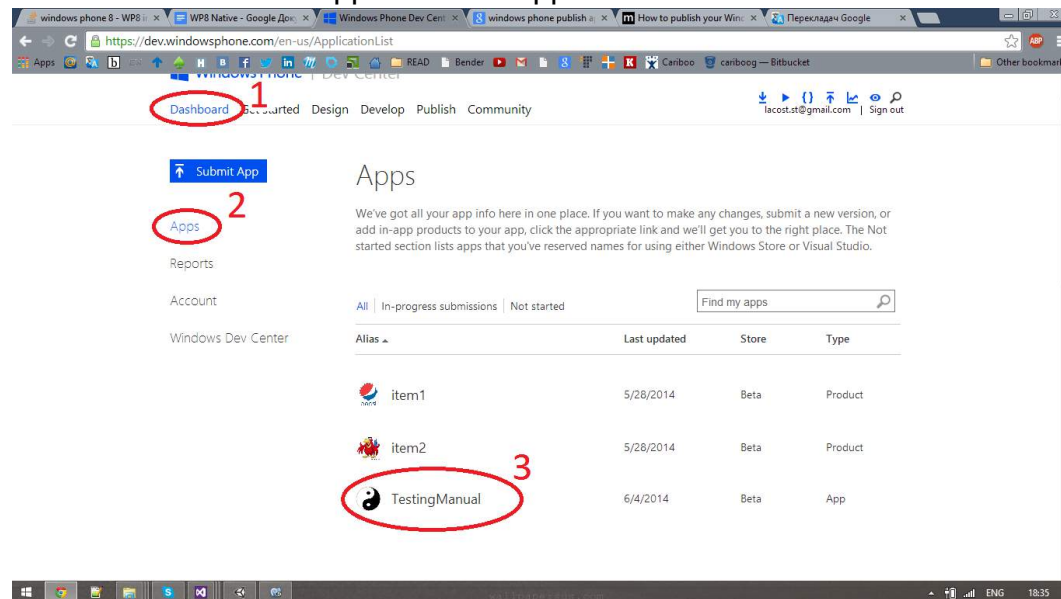 windows phone 8 - WP8 i
WP8 Native - Google Док
Windows Phone Dev Cent
windows phone publish a
How to publish your Wind
Перекладач Google
https://dev.windowsphone.com/en-us/ApplicationList
Apps
READ
Bender
Cariboo
cariboog — Bitbucket
Other bookmar
Windows Phone | Dev Center
1
Dashboard Get started Design Develop Publish Community
lacost.st@gmail.com | Sign out
Submit App
2
Apps
Reports
Account
Windows Dev Center
Apps
We've got all your app info here in one place. If you want to make any changes, submit a new version, or
add in-app products to your app, click the appropriate link and we'll get you to the right place. The Not
started section lists apps that you've reserved names for using either Windows Store or Visual Studio.
All | In-progress submissions | Not started
Find my apps
Alias Last updated Store Type
item1 5/28/2014 Beta Product
item2 5/28/2014 Beta Product
3
TestingManual 6/4/2014 Beta App
ENG 18:35